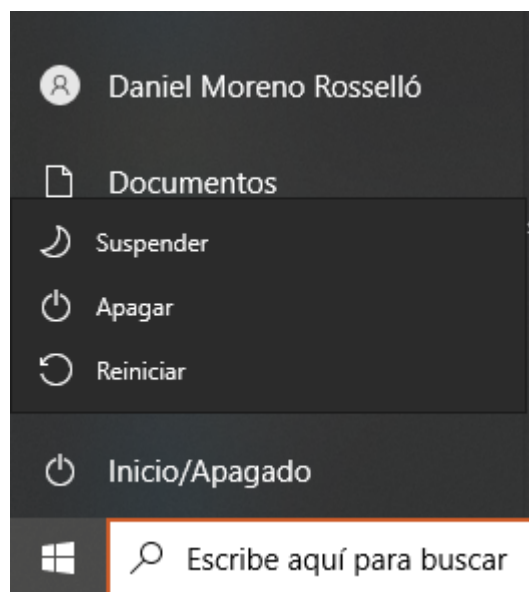 Daniel Moreno Rosselló
Documentos
Suspender
Apagar
Reiniciar
Inicio/Apagado
Escribe aquí para buscar